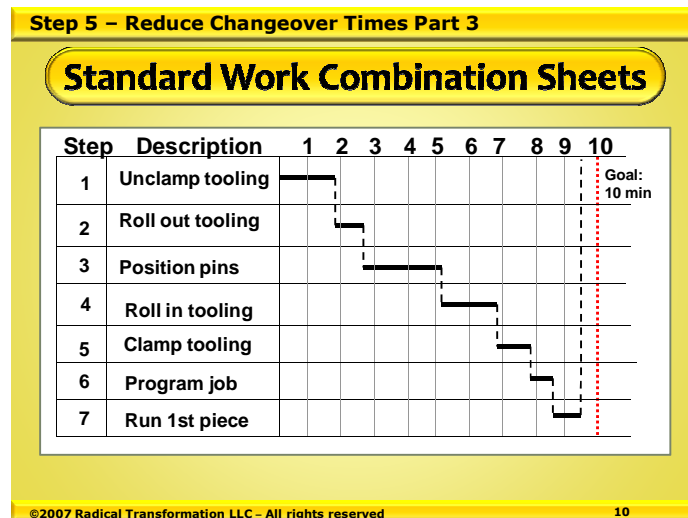 Step 5 – Reduce Changeover Times Part 3
Standard Work Combination Sheets
Step Description 1 2 3 4 5 6 7 8 9 10
1 Unclamp tooling
Goal:
10 min
2 Roll out tooling
3 Position pins
4 Roll in tooling
5 Clamp tooling
6 Program job
7 Run 1st piece
©2007 Radical Transformation LLC – All rights reserved 10